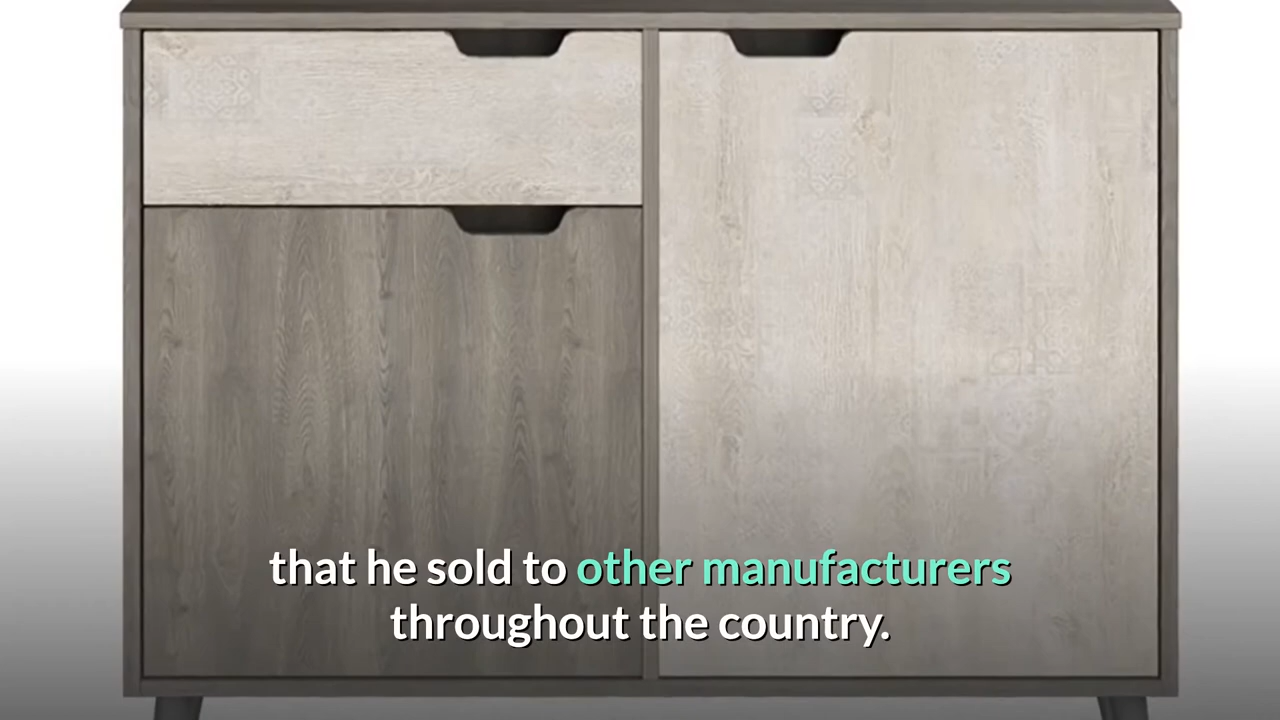 that he sold to other manufacturers
throughout the country.